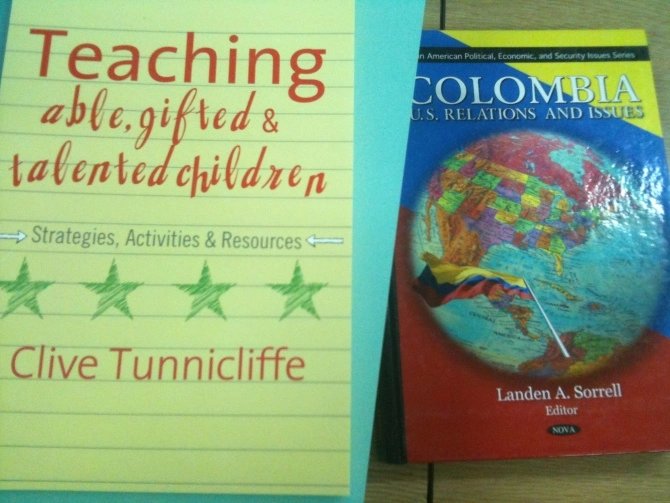 Teaching
able, gifted &
talented children
Strategies, Activities & Resources
Clive Tunnicliffe
American Political, Economic, and Security Issues Series
COLOMBIA
U.S. RELATIONS AND ISSUES
Landen A. Sorrell
Editor
NOVA